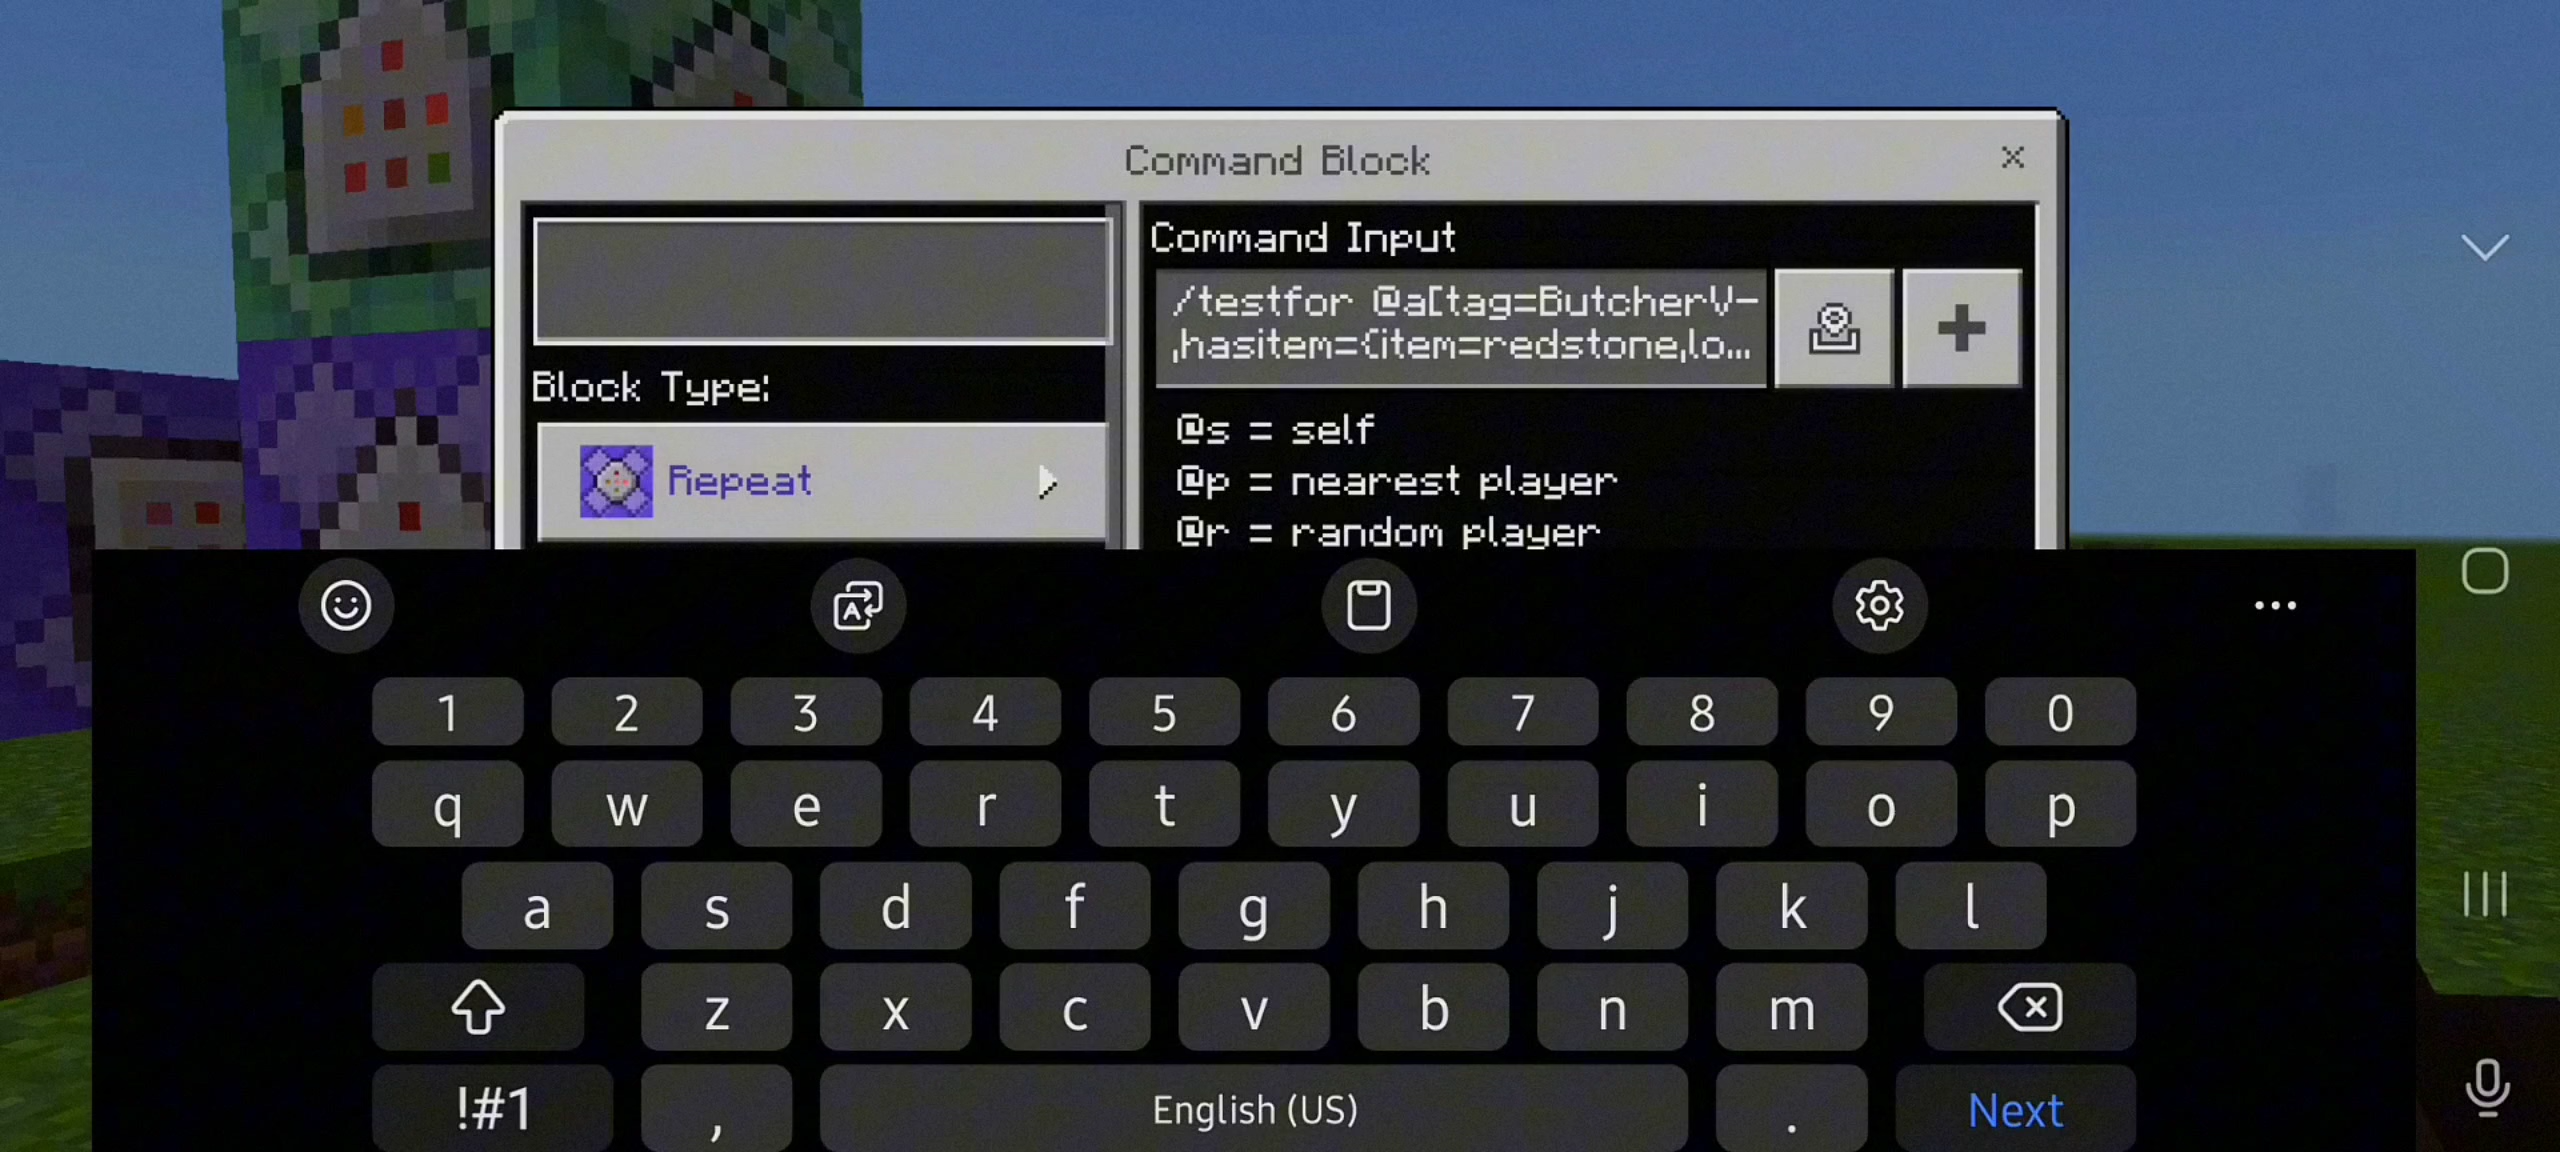 Command Block
Command Input
/testfor @a[tag=ButcherV-
,hasitem={item=redstone,lo...
@s = self
@p = nearest player
@r = random player
Block Type:
Repeat
1 2 3 4 5 6 7 8 9 0
q w e r t y u i o p
a s d f g h j k l
z x c v b n m
!#1 , English (US) . Next